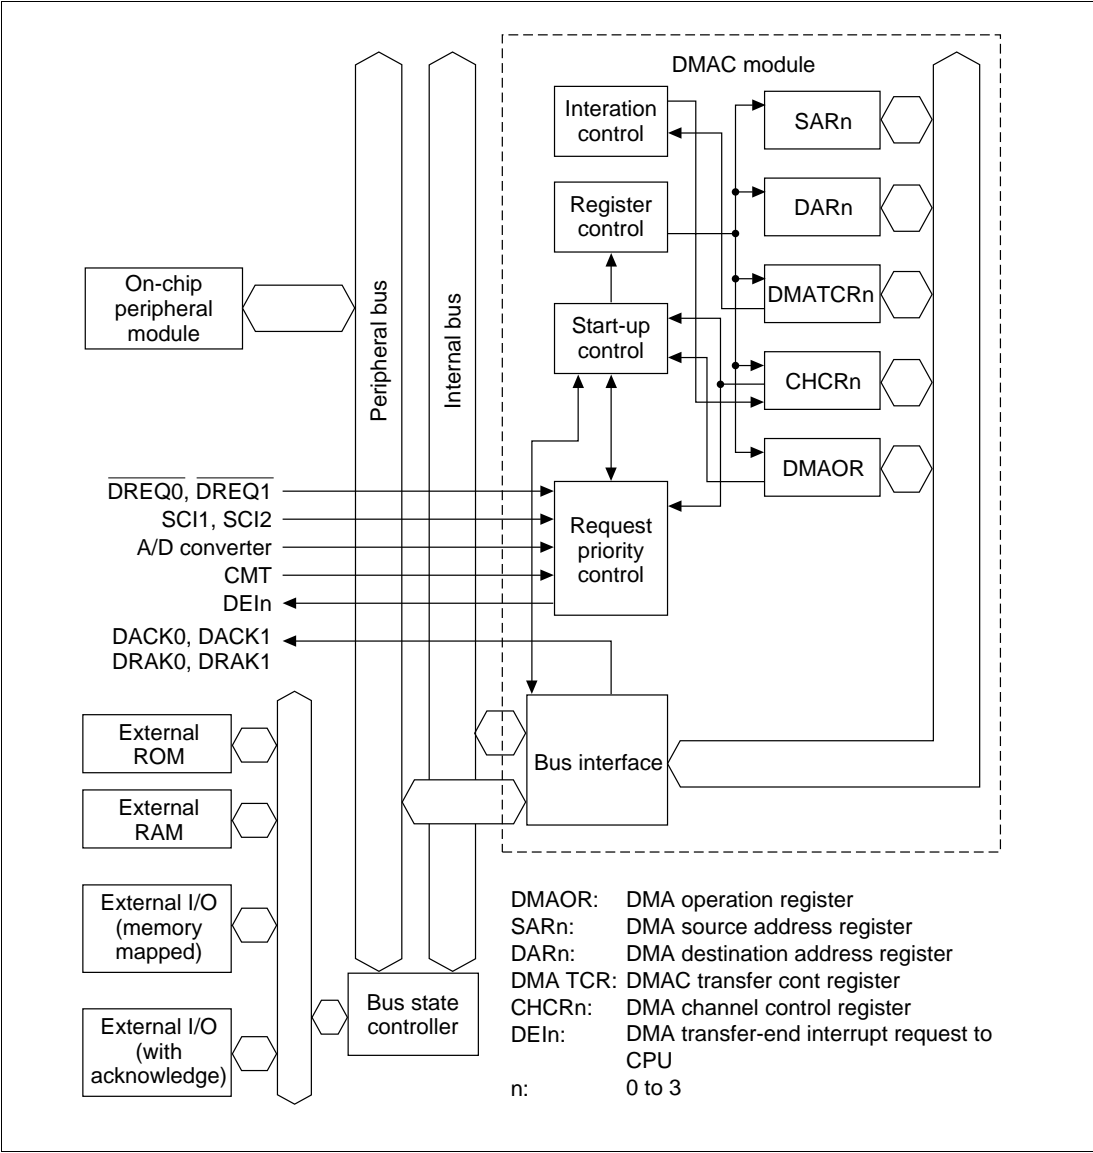 DMAC module
Interation
control
SARn
Register
control
DARn
On-chip
peripheral
module
Peripheral bus
Internal bus
Start-up
control
DMATCRn
CHCRn
DMAOR
DREQ0, DREQ1
SCI1, SCI2
A/D converter
CMT
DEIn
Request
priority
control
DACK0, DACK1
DRAK0, DRAK1
External
ROM
Bus interface
External
RAM
External I/O
(memory
mapped)
External I/O
(with
acknowledge)
Bus state
controller
DMAOR: DMA operation register
SARn: DMA source address register
DARn: DMA destination address register
DMA TCR: DMAC transfer cont register
CHCRn: DMA channel control register
DEIn: DMA transfer-end interrupt request to
CPU
n: 0 to 3